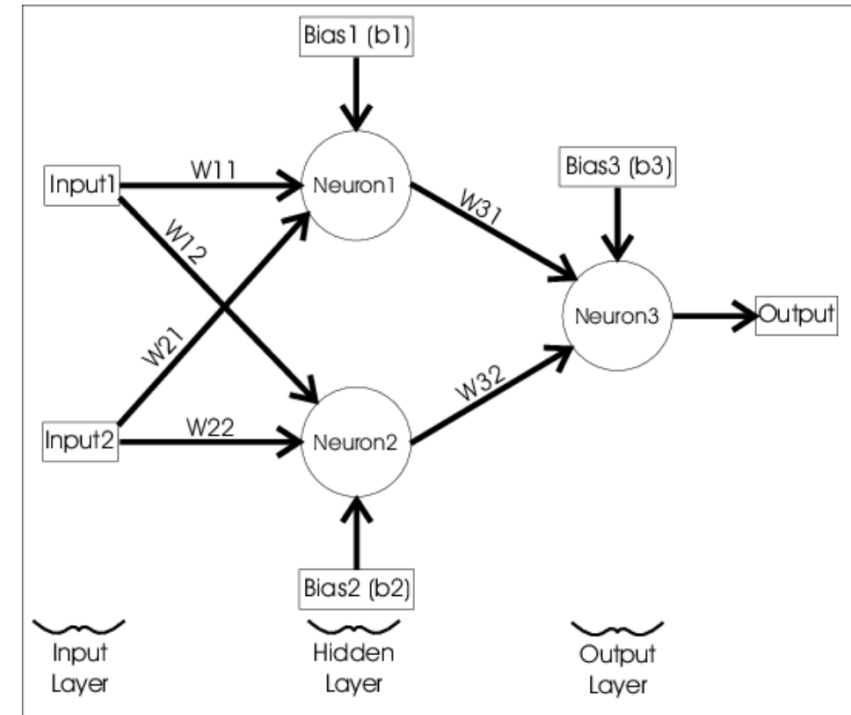 Bias1 (b1)
Input1
W11
Neuron1
Bias3 (b3)
W31
W12
Neuron3
Output
W21
W32
Input2
W22
Neuron2
Bias2 (b2)
Input
Layer
Hidden
Layer
Output
Layer